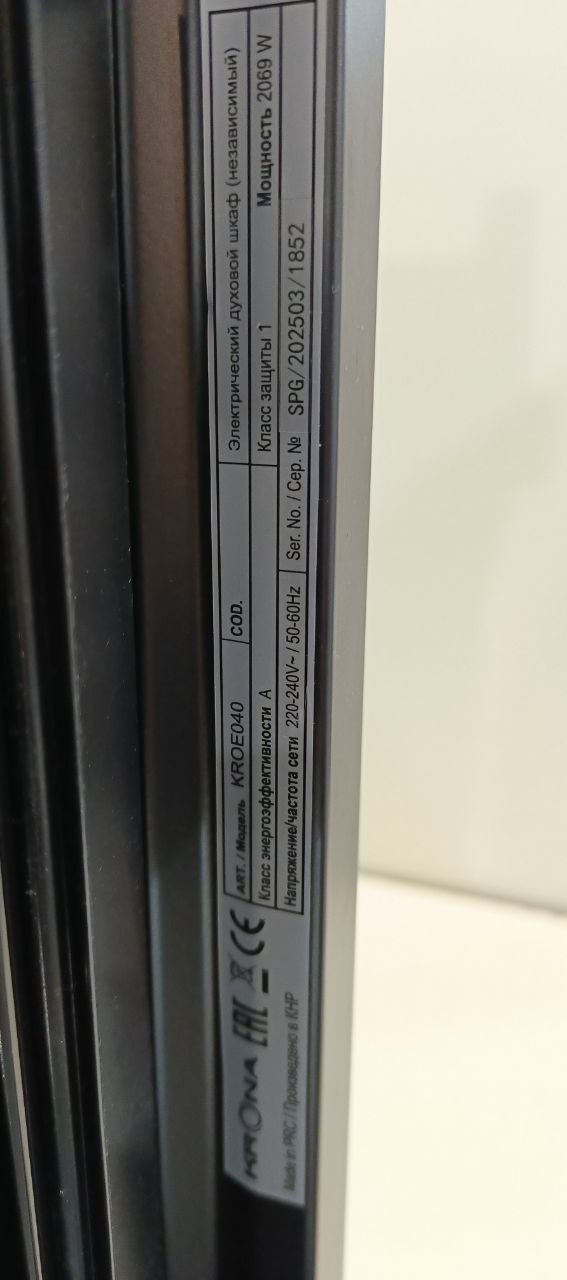 KRONA EAC CE
Made in PRC / Произведено в КНР
ART. / Модель KROE040 COD. Электрический духовой шкаф (независимый)
Класс энергоэффективности A Класс защиты 1 Мощность 2069 W
Напряжение/частота сети 220-240V~ / 50-60Hz Ser. No. / Сер. № SPG/202503/1852